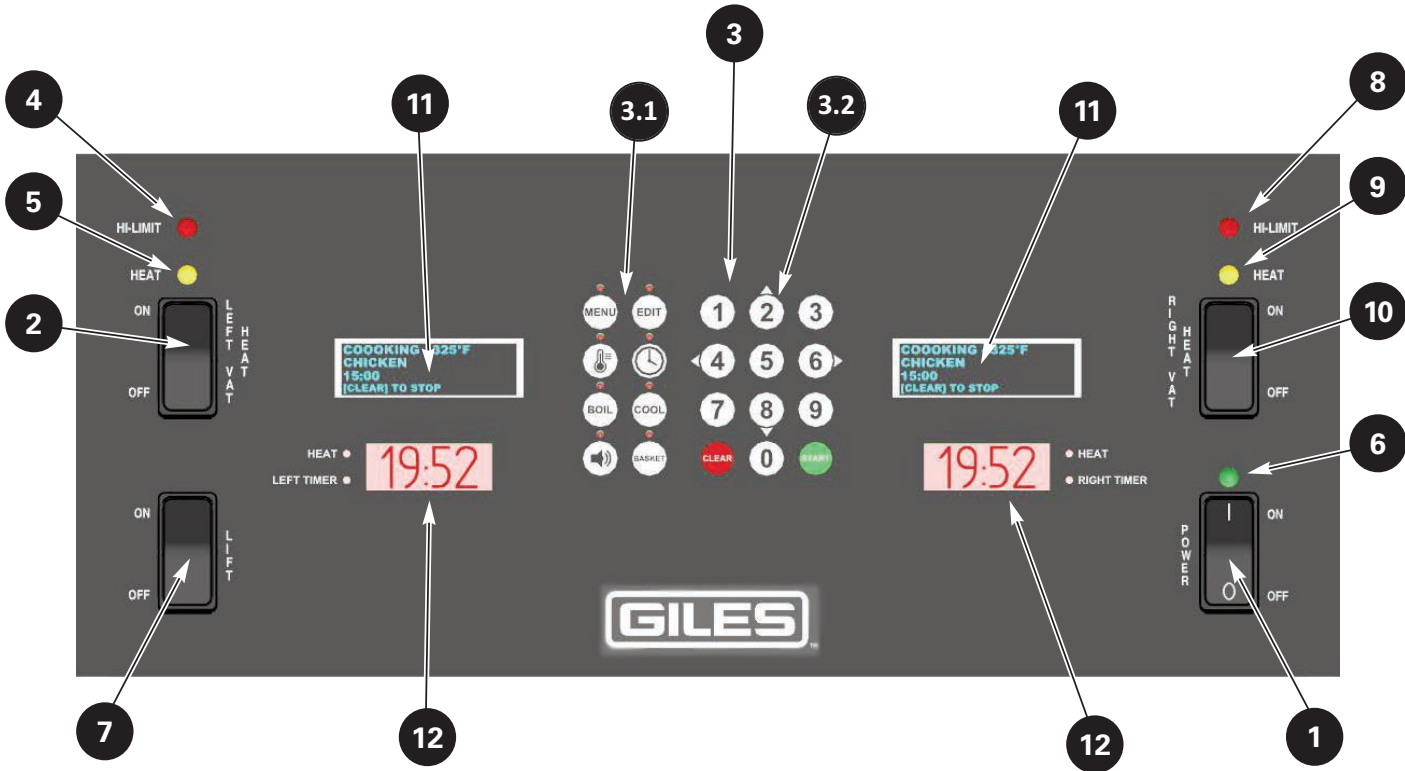 3
4
11
3.1
3.2
11
8
5
9
HI-LIMIT
HI-LIMIT
HEAT
HEAT
2
ON
LEFT VAT
HEAT
OFF
COOOKING 325°F
CHICKEN
15:00
[CLEAR] TO STOP
MENU EDIT
1 2 3
4 5 6
BOIL COOL
7 8 9
BASKET
CLEAR 0 START
COOOKING 325°F
CHICKEN
15:00
[CLEAR] TO STOP
RIGHT VAT
HEAT
ON
OFF
10
HEAT
LEFT TIMER
19:52
19:52
HEAT
RIGHT TIMER
6
ON
LIFT
OFF
POWER
I
ON
O
OFF
GILES
TM
7
12
12
1